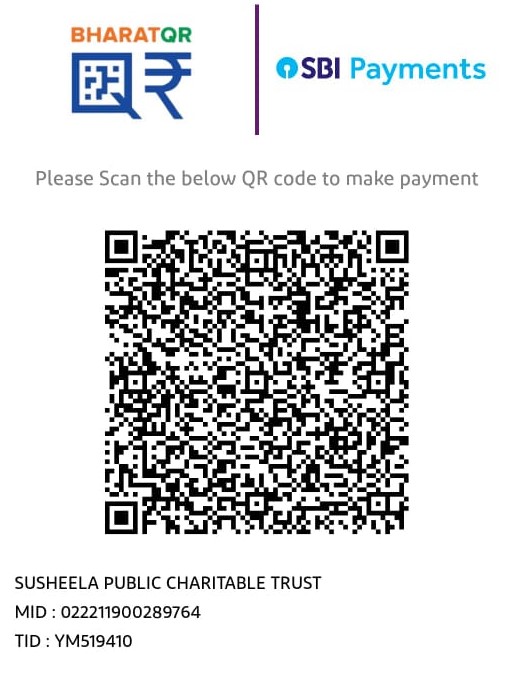 BHARATQR
SBI Payments
Please Scan the below QR code to make payment
SUSHEELA PUBLIC CHARITABLE TRUST
MID : 022211900289764
TID : YM519410